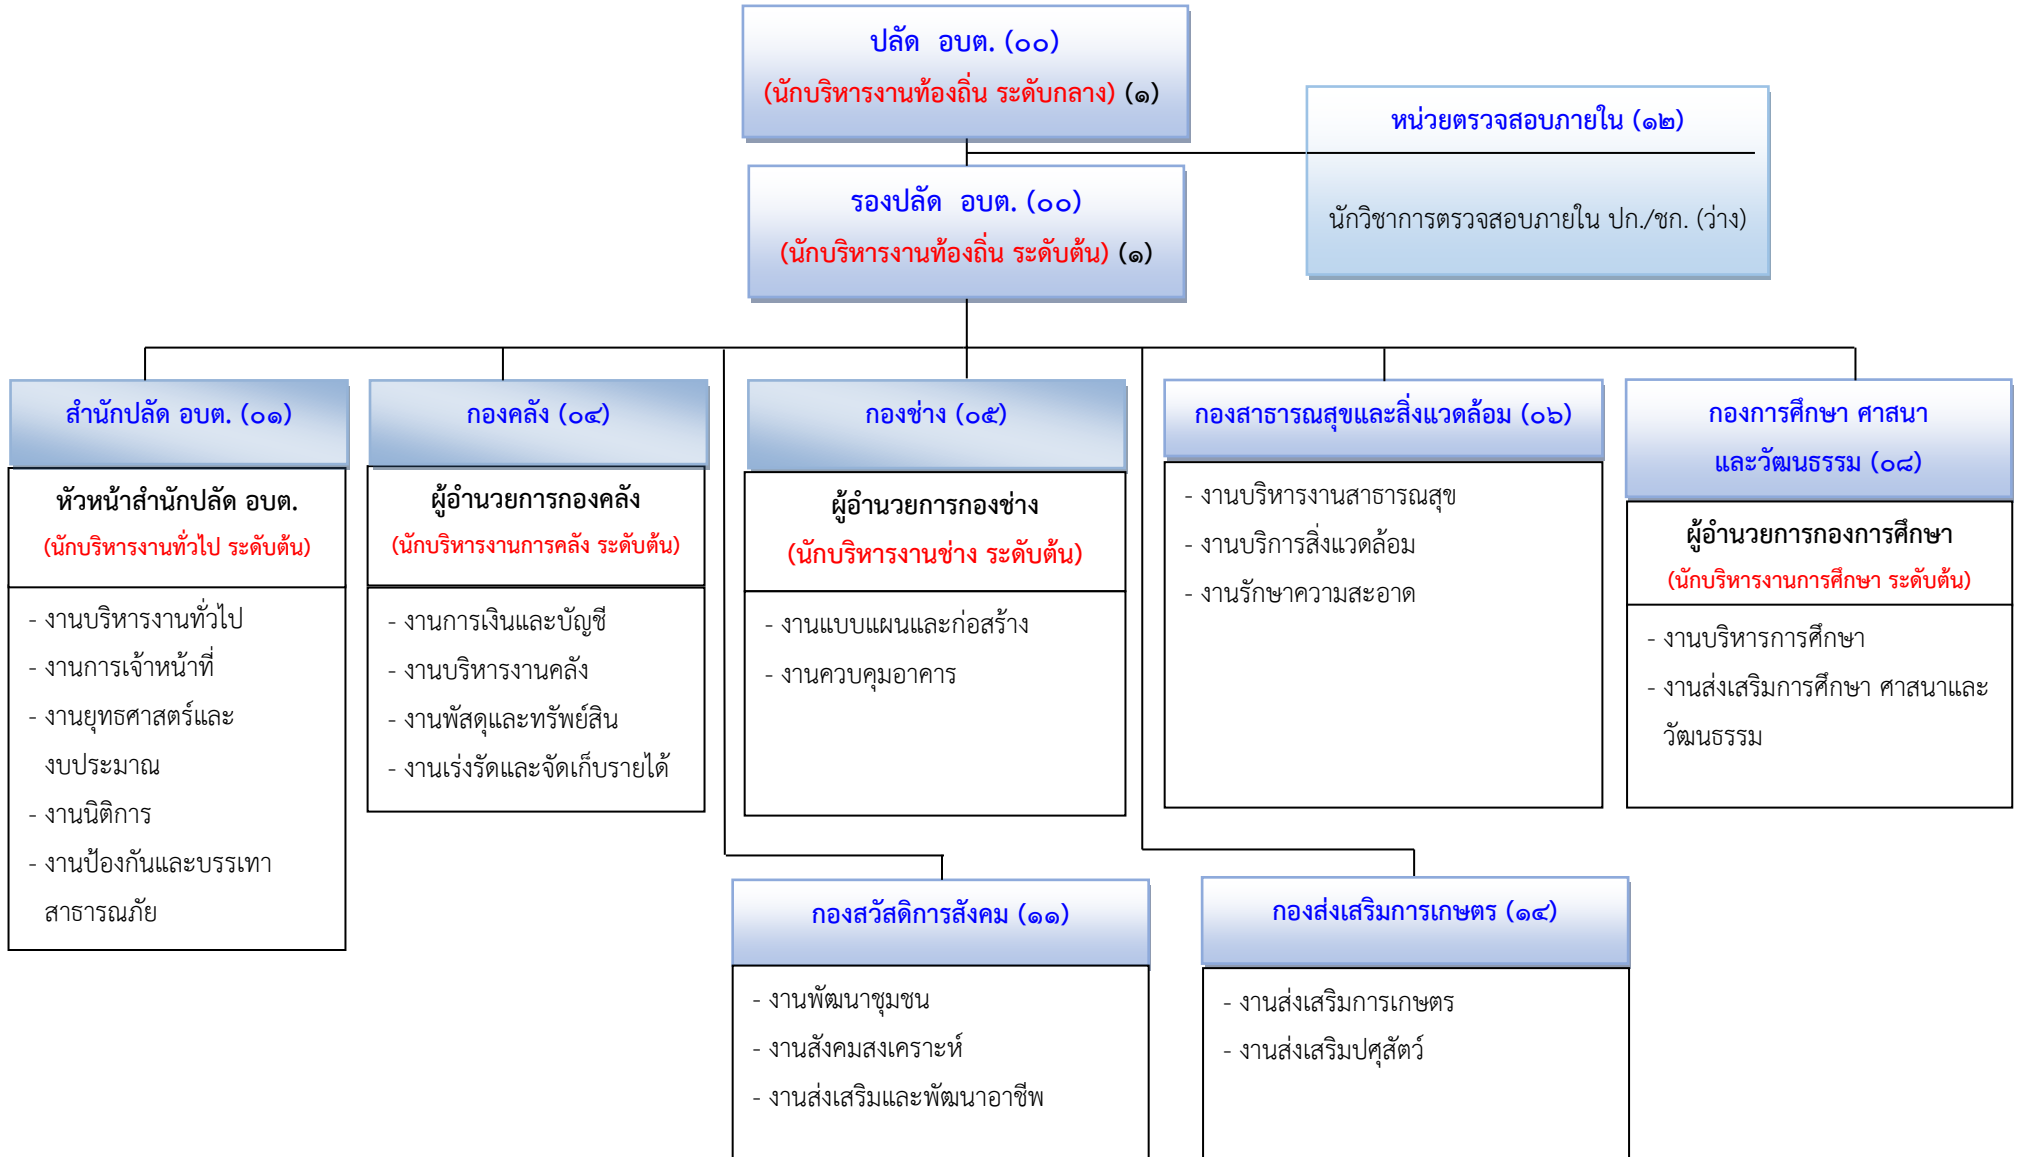 ปลัด อบต. (๐๐)
(นักบริหารงานท้องถิ่น ระดับกลาง) (๑)
หน่วยตรวจสอบภายใน (๑๒)
นักวิชาการตรวจสอบภายใน ปก./ชก. (ว่าง)
รองปลัด อบต. (๐๐)
(นักบริหารงานท้องถิ่น ระดับต้น) (๑)
สำนักปลัด อบต. (๐๑)
หัวหน้าสำนักปลัด อบต.
(นักบริหารงานทั่วไป ระดับต้น)
- งานบริหารงานทั่วไป
- งานการเจ้าหน้าที่
- งานยุทธศาสตร์และ
งบประมาณ
- งานนิติการ
- งานป้องกันและบรรเทา
สาธารณภัย
กองคลัง (๐๔)
ผู้อำนวยการกองคลัง
(นักบริหารงานการคลัง ระดับต้น)
- งานการเงินและบัญชี
- งานบริหารงานคลัง
- งานพัสดุและทรัพย์สิน
- งานเร่งรัดและจัดเก็บรายได้
กองช่าง (๐๕)
ผู้อำนวยการกองช่าง
(นักบริหารงานช่าง ระดับต้น)
- งานแบบแผนและก่อสร้าง
- งานควบคุมอาคาร
กองสาธารณสุขและสิ่งแวดล้อม (๐๖)
- งานบริหารงานสาธารณสุข
- งานบริการสิ่งแวดล้อม
- งานรักษาความสะอาด
กองการศึกษา ศาสนา
และวัฒนธรรม (๐๘)
ผู้อำนวยการกองการศึกษา
(นักบริหารงานการศึกษา ระดับต้น)
- งานบริหารการศึกษา
- งานส่งเสริมการศึกษา ศาสนาและ
วัฒนธรรม
กองสวัสดิการสังคม (๑๑)
- งานพัฒนาชุมชน
- งานสังคมสงเคราะห์
- งานส่งเสริมและพัฒนาอาชีพ
กองส่งเสริมการเกษตร (๑๔)
- งานส่งเสริมการเกษตร
- งานส่งเสริมปศุสัตว์